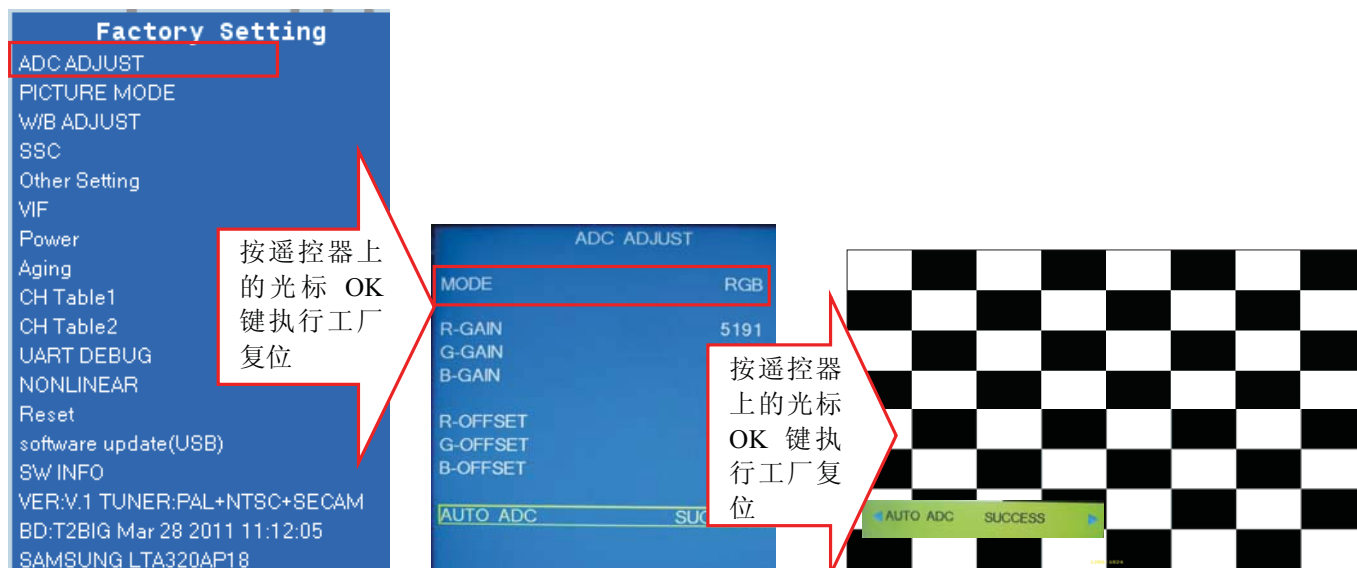 Factory Setting
ADC ADJUST
PICTURE MODE
W/B ADJUST
SSC
Other Setting
VIF
Power
Aging
CH Table1
CH Table2
UART DEBUG
NONLINEAR
Reset
software update(USB)
SW INFO
VER:V.1 TUNER:PAL+NTSC+SECAM
BD:T2BIG Mar 28 2011 11:12:05
SAMSUNG LTA320AP18
按遥控器上
的光标 OK
键执行工厂
复位
ADC ADJUST
MODE RGB
R-GAIN 5191
G-GAIN
B-GAIN
R-OFFSET
G-OFFSET
B-OFFSET
AUTO ADC SUC
按遥控器
上的光标
OK 键执
行工厂复
位
AUTO ADC SUCCESS